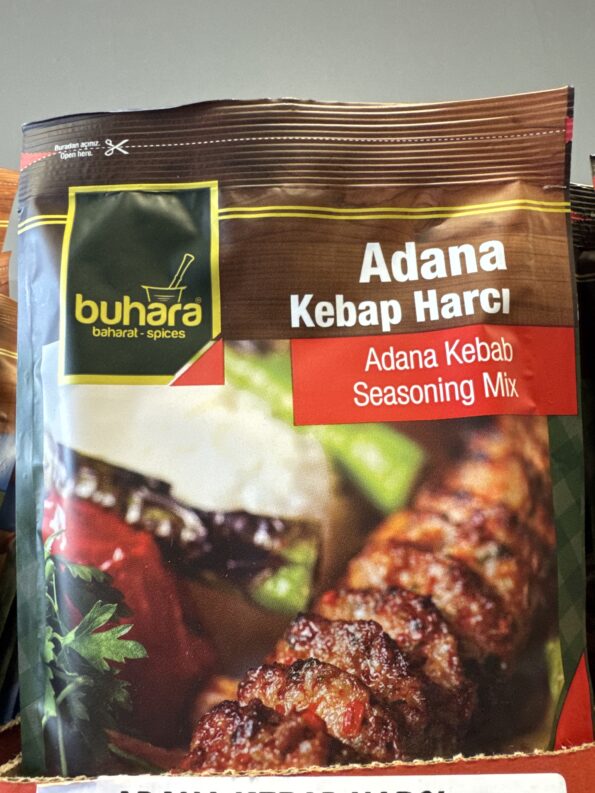 Buradan açınız.
Open here.
buhara
baharat - spices
Adana
Kebap Harcı
Adana Kebab
Seasoning Mix